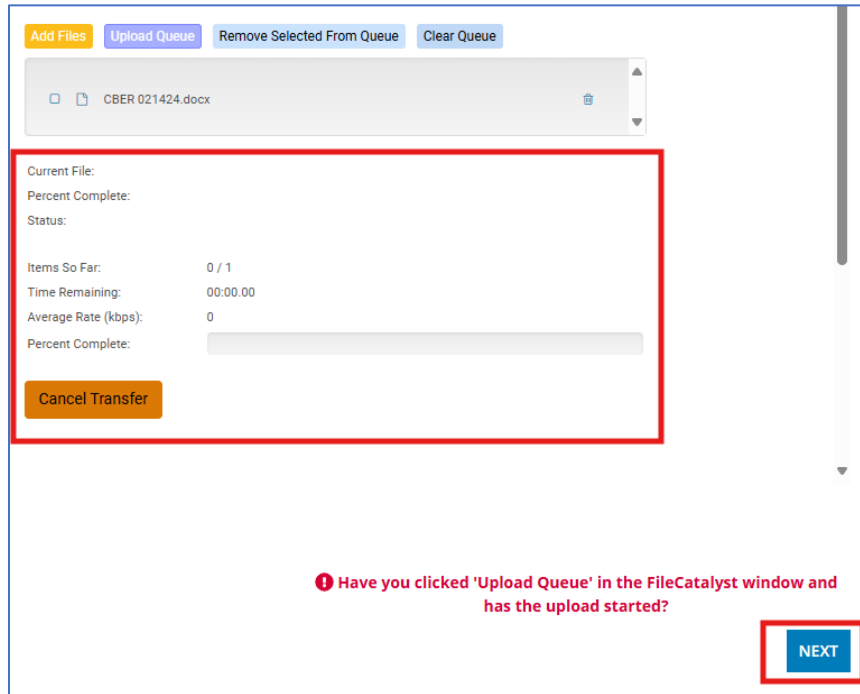 Add Files Upload Queue Remove Selected From Queue Clear Queue
CBER 021424.docx
Current File:
Percent Complete:
Status:
Items So Far: 0 / 1
Time Remaining: 00:00.00
Average Rate (kbps): 0
Percent Complete:
Cancel Transfer
Have you clicked 'Upload Queue' in the FileCatalyst window and
has the upload started?
NEXT